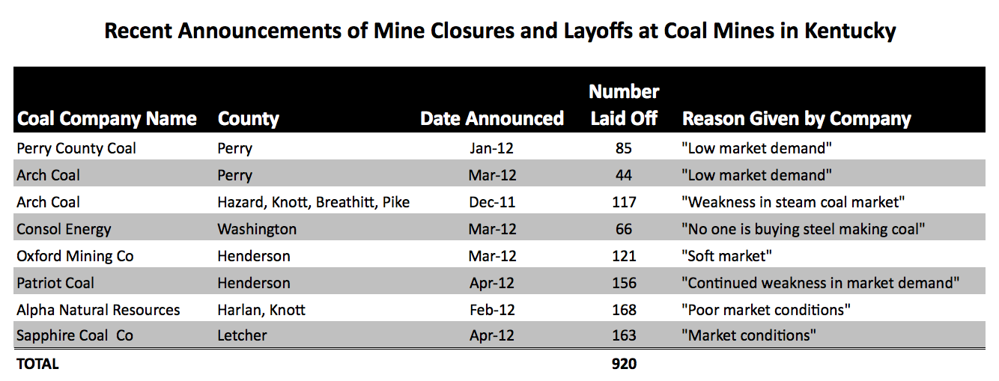 Recent Announcements of Mine Closures and Layoffs at Coal Mines in Kentucky
Number
Coal Company Name County Date Announced Laid Off Reason Given by Company
Perry County Coal Perry Jan-12 85 "Low market demand"
Arch Coal Perry Mar-12 44 "Low market demand"
Arch Coal Hazard, Knott, Breathitt, Pike Dec-11 117 "Weakness in steam coal market"
Consol Energy Washington Mar-12 66 "No one is buying steel making coal"
Oxford Mining Co Henderson Mar-12 121 "Soft market"
Patriot Coal Henderson Apr-12 156 "Continued weakness in market demand"
Alpha Natural Resources Harlan, Knott Feb-12 168 "Poor market conditions"
Sapphire Coal  Co Letcher Apr-12 163 "Market conditions"
TOTAL 920